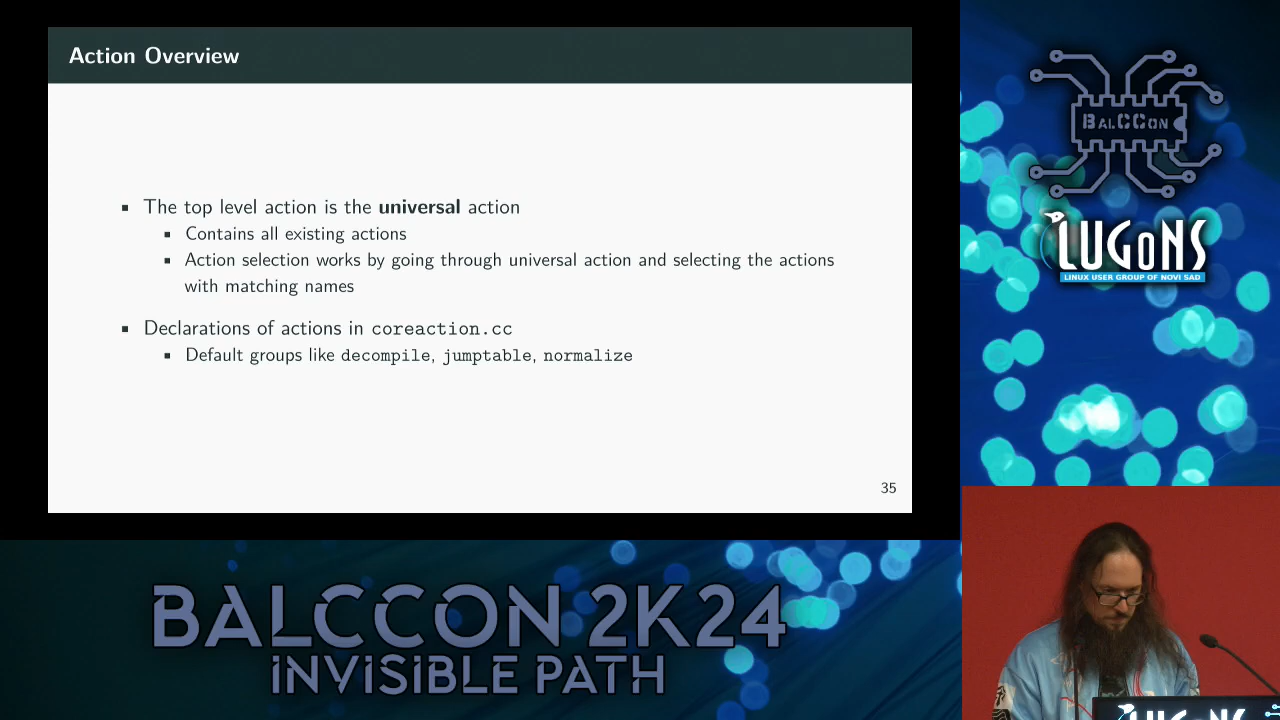 Action Overview
The top level action is the universal action
Contains all existing actions
Action selection works by going through universal action and selecting the actions
with matching names
Declarations of actions in coreaction.cc
Default groups like decompile, jumptable, normalize
35
BALCCON
LUGoNS
LINUX USER GROUP OF NOVI SAD
BALCCON 2K24
INVISIBLE PATH
LUGoNS